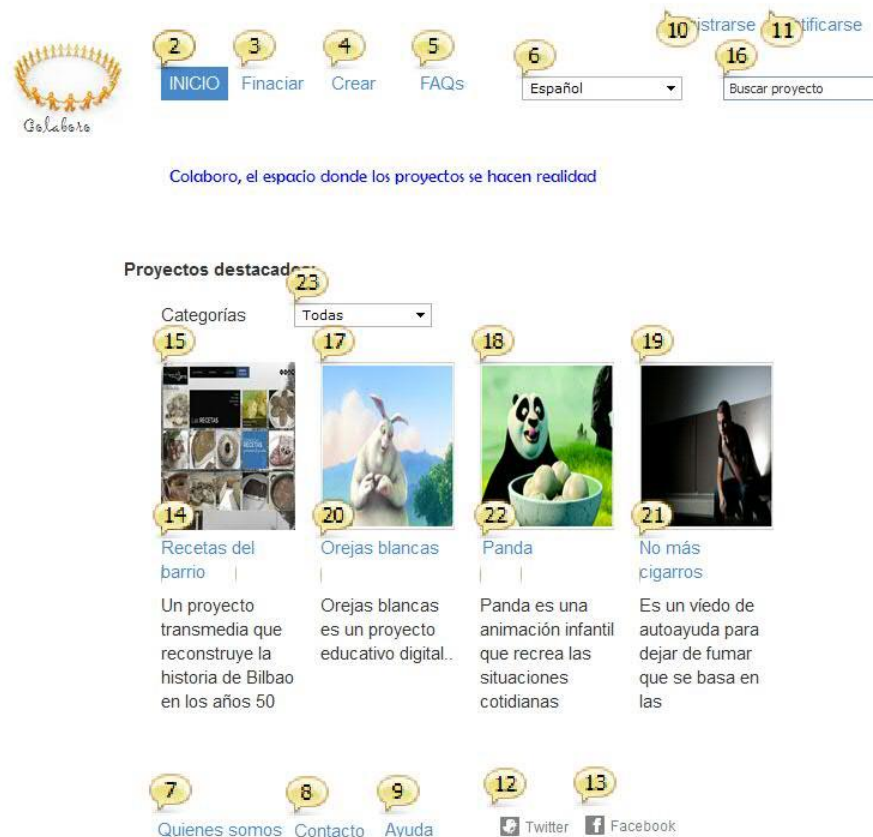 10 11
2 3 4 5 6 16
INICIO Finaciar Crear FAQs
Español
Buscar proyecto
Colaboro
Colaboro, el espacio donde los proyectos se hacen realidad
Proyectos destacados:
23
Categorías Todas
15 17 18 19
Las RECETAS
14 20 22 21
Recetas del
barrio
Orejas blancas
Panda
No más
cigarros
Un proyecto
transmedia que
reconstruye la
historia de Bilbao
en los años 50
Orejas blancas
es un proyecto
educativo digital..
Panda es una
animación infantil
que recrea las
situaciones
cotidianas
Es un víedo de
autoayuda para
dejar de fumar
que se basa en
las
7 8 9 12 13
Quienes somos Contacto Ayuda Twitter Facebook